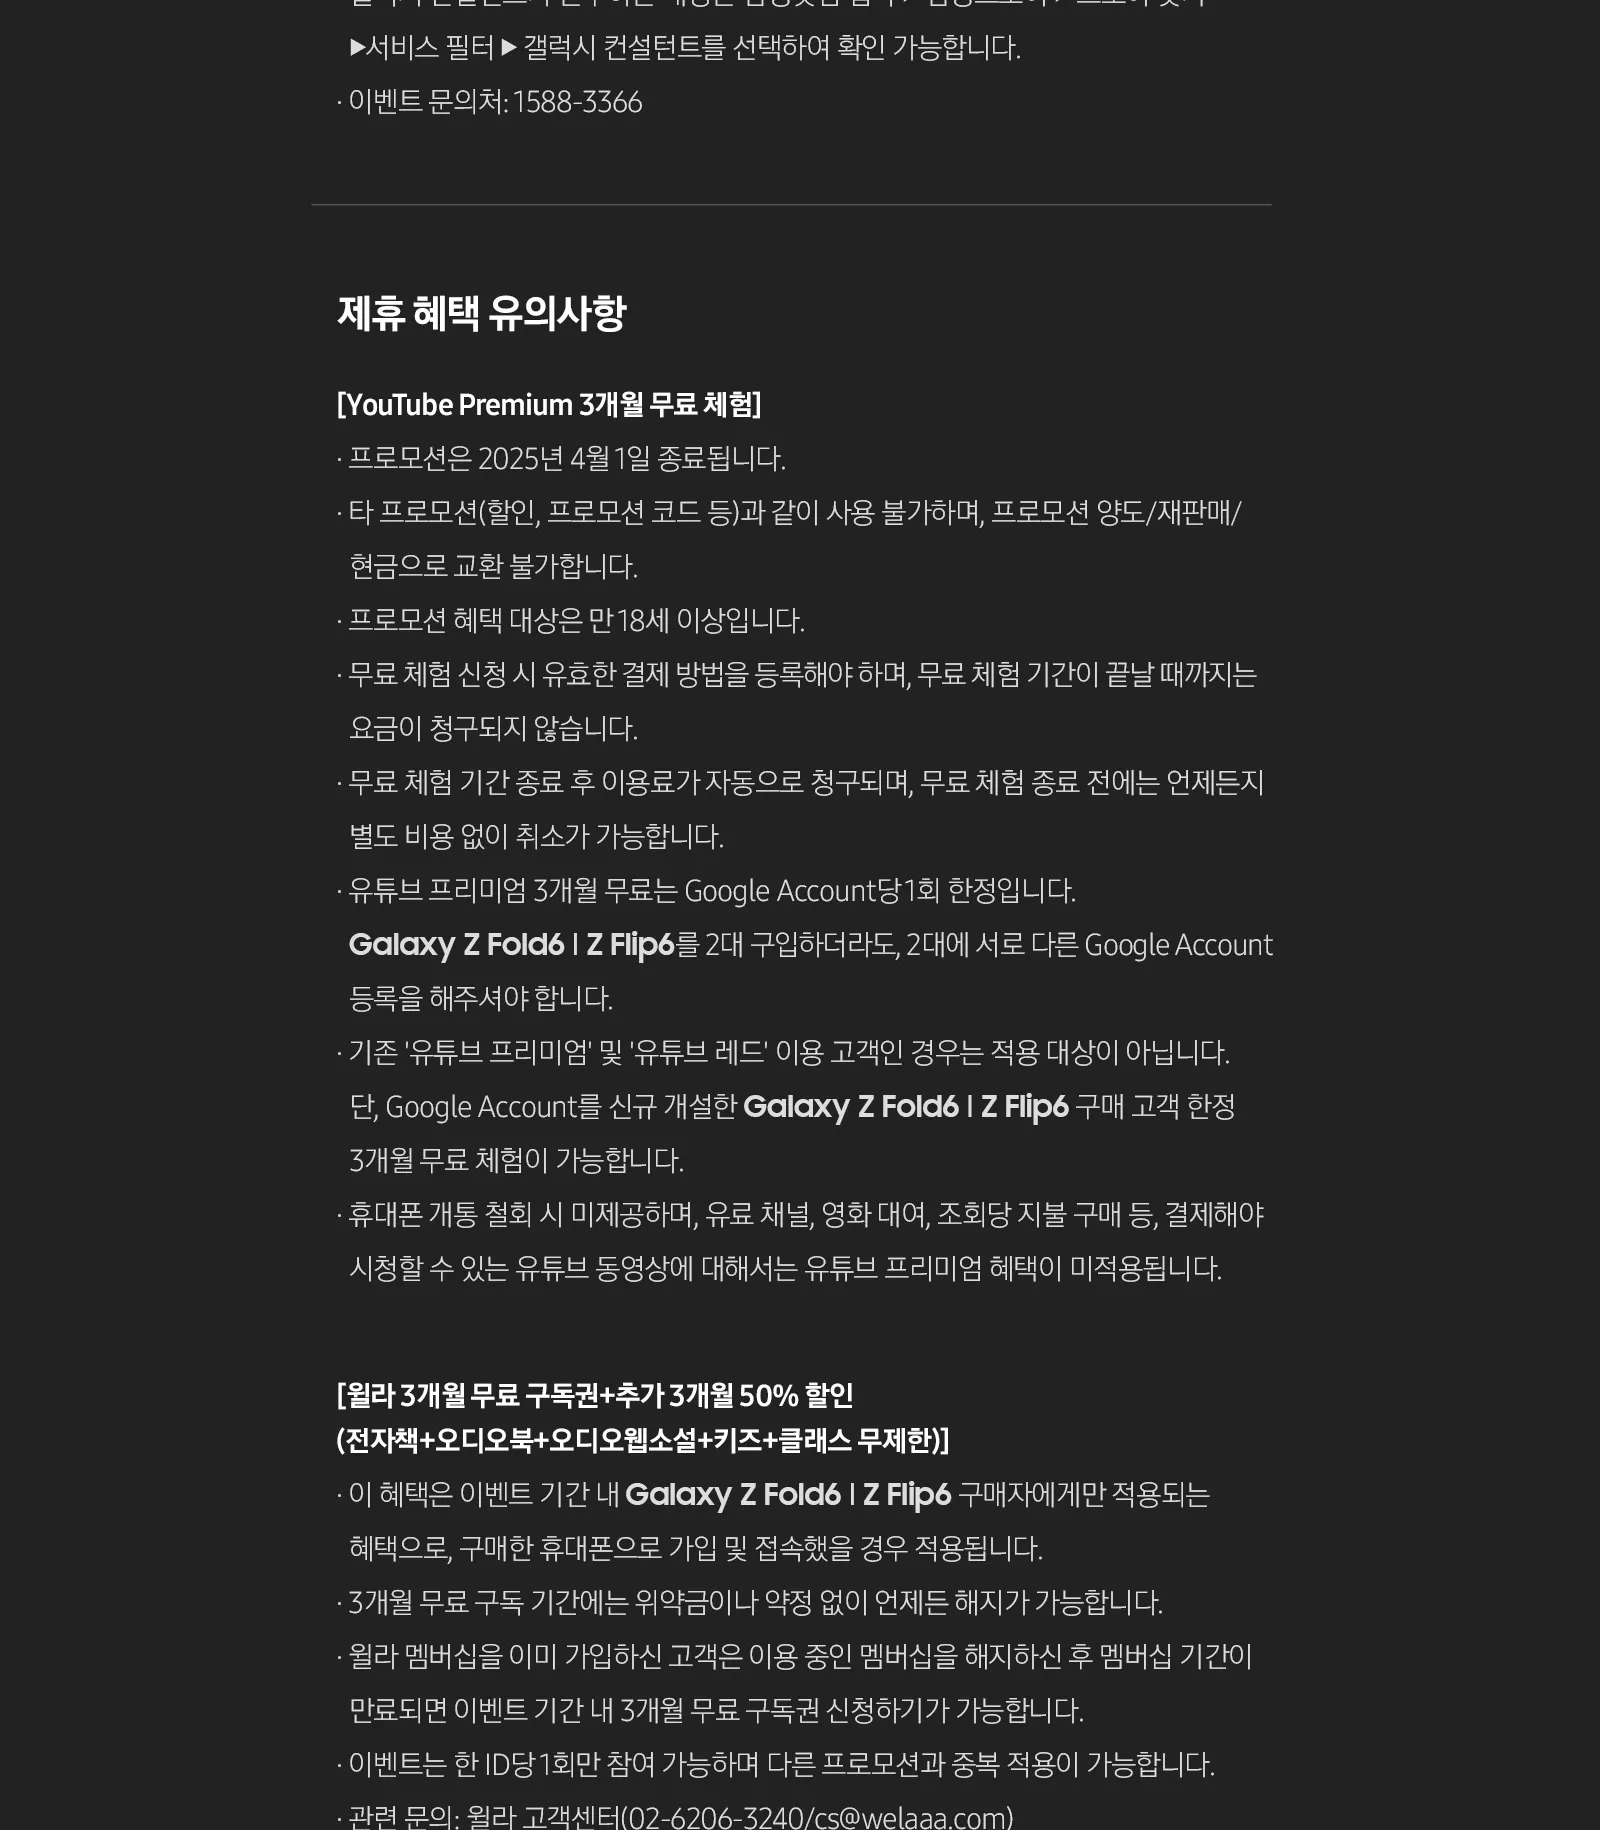 ▶서비스 필터 ▶ 갤럭시 컨설턴트를 선택하여 확인 가능합니다.
· 이벤트 문의처: 1588-3366
제휴 혜택 유의사항
[YouTube Premium 3개월 무료 체험]
· 프로모션은 2025년 4월 1일 종료됩니다.
· 타 프로모션(할인, 프로모션 코드 등)과 같이 사용 불가하며, 프로모션 양도/재판매/
현금으로 교환 불가합니다.
· 프로모션 혜택 대상은 만 18세 이상입니다.
· 무료 체험 신청 시 유효한 결제 방법을 등록해야 하며, 무료 체험 기간이 끝날 때까지는
요금이 청구되지 않습니다.
· 무료 체험 기간 종료 후 이용료가 자동으로 청구되며, 무료 체험 종료 전에는 언제든지
별도 비용 없이 취소가 가능합니다.
· 유튜브 프리미엄 3개월 무료는 Google Account당 1회 한정입니다.
Galaxy Z Fold6 | Z Flip6를 2대 구입하더라도, 2대에 서로 다른 Google Account
등록을 해주셔야 합니다.
· 기존 '유튜브 프리미엄' 및 '유튜브 레드' 이용 고객인 경우는 적용 대상이 아닙니다.
단, Google Account를 신규 개설한 Galaxy Z Fold6 | Z Flip6 구매 고객 한정
3개월 무료 체험이 가능합니다.
· 휴대폰 개통 철회 시 미제공하며, 유료 채널, 영화 대여, 조회당 지불 구매 등, 결제해야
시청할 수 있는 유튜브 동영상에 대해서는 유튜브 프리미엄 혜택이 미적용됩니다.
[윌라 3개월 무료 구독권+추가 3개월 50% 할인
(전자책+오디오북+오디오웹소설+키즈+클래스 무제한)]
· 이 혜택은 이벤트 기간 내 Galaxy Z Fold6 | Z Flip6 구매자에게만 적용되는
혜택으로, 구매한 휴대폰으로 가입 및 접속했을 경우 적용됩니다.
· 3개월 무료 구독 기간에는 위약금이나 약정 없이 언제든 해지가 가능합니다.
· 윌라 멤버십을 이미 가입하신 고객은 이용 중인 멤버십을 해지하신 후 멤버십 기간이
만료되면 이벤트 기간 내 3개월 무료 구독권 신청하기가 가능합니다.
· 이벤트는 한 ID당 1회만 참여 가능하며 다른 프로모션과 중복 적용이 가능합니다.
· 관련 문의: 윌라 고객센터(02-6206-3240/cs@welaaa.com)